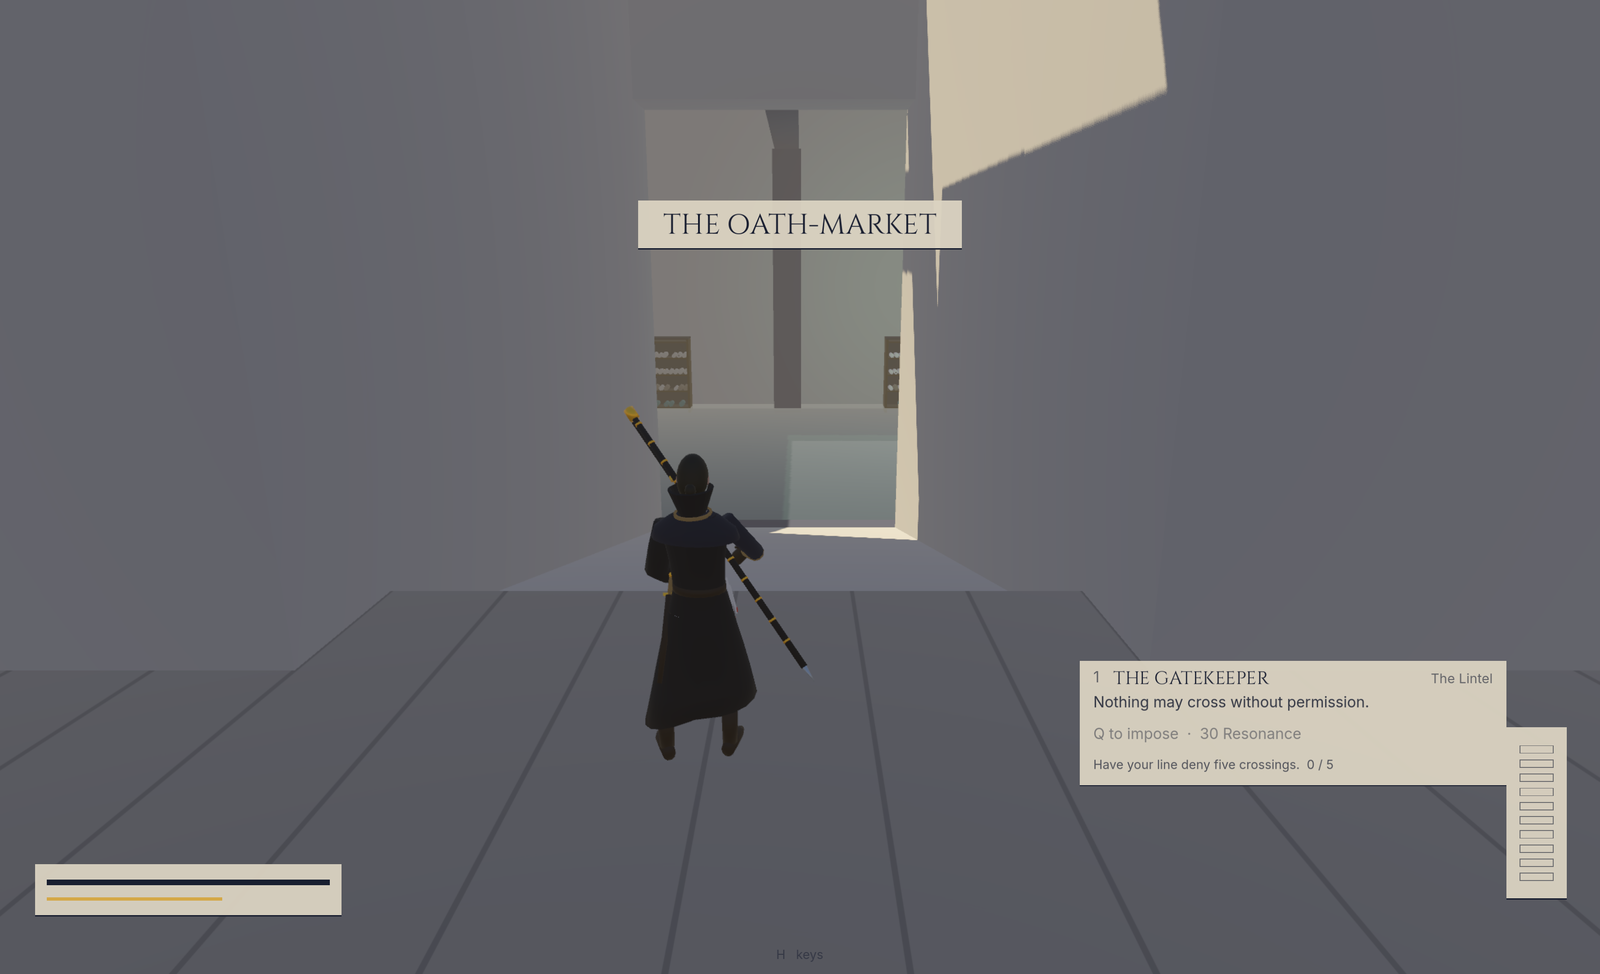 THE OATH-MARKET
1 THE GATEKEEPER The Lintel
Nothing may cross without permission.
Q to impose · 30 Resonance
Have your line deny five crossings. 0 / 5
H keys